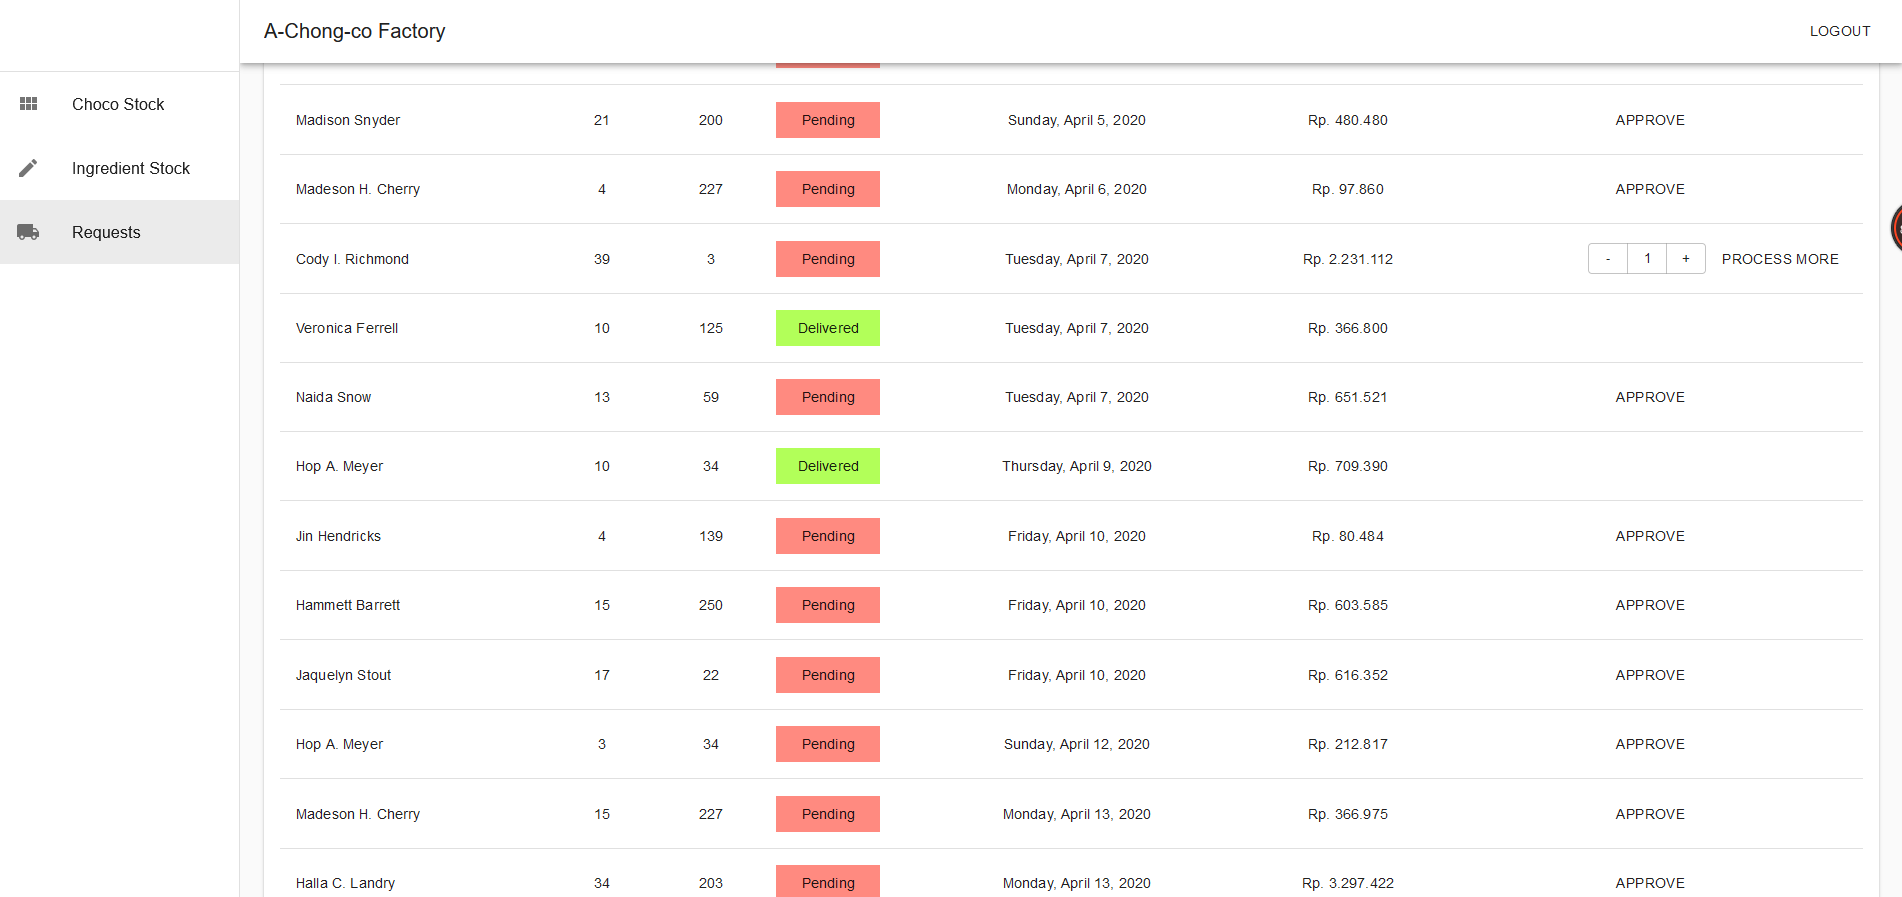 A-Chong-co Factory LOGOUT
Choco Stock
Ingredient Stock
Requests
Madison Snyder 21 200 Pending Sunday, April 5, 2020 Rp. 480.480 APPROVE
Madeson H. Cherry 4 227 Pending Monday, April 6, 2020 Rp. 97.860 APPROVE
Cody I. Richmond 39 3 Pending Tuesday, April 7, 2020 Rp. 2.231.112 - 1 + PROCESS MORE
Veronica Ferrell 10 125 Delivered Tuesday, April 7, 2020 Rp. 366.800
Naida Snow 13 59 Pending Tuesday, April 7, 2020 Rp. 651.521 APPROVE
Hop A. Meyer 10 34 Delivered Thursday, April 9, 2020 Rp. 709.390
Jin Hendricks 4 139 Pending Friday, April 10, 2020 Rp. 80.484 APPROVE
Hammett Barrett 15 250 Pending Friday, April 10, 2020 Rp. 603.585 APPROVE
Jaquelyn Stout 17 22 Pending Friday, April 10, 2020 Rp. 616.352 APPROVE
Hop A. Meyer 3 34 Pending Sunday, April 12, 2020 Rp. 212.817 APPROVE
Madeson H. Cherry 15 227 Pending Monday, April 13, 2020 Rp. 366.975 APPROVE
Halla C. Landry 34 203 Pending Monday, April 13, 2020 Rp. 3.297.422 APPROVE